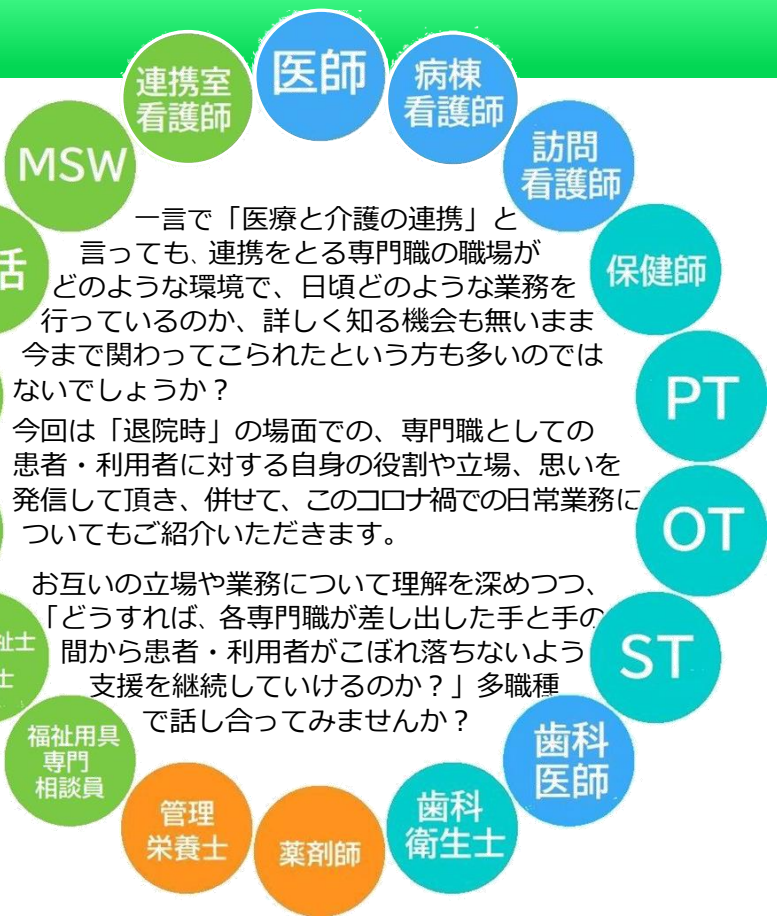 連携室
看護師
医師
病棟
看護師
訪問
看護師
MSW
保健師
活
PT
OT
ST
一言で「医療と介護の連携」と
言っても、連携をとる専門職の職場が
どのような環境で、日頃どのような業務を
行っているのか、詳しく知る機会も無いまま
今まで関わってこられたという方も多いのでは
ないでしょうか？
今回は「退院時」の場面での、専門職としての
患者・利用者に対する自身の役割や立場、思いを
発信して頂き、併せて、このコロナ禍での日常業務に
ついてもご紹介いただきます。
お互いの立場や業務について理解を深めつつ、
「どうすれば、各専門職が差し出した手と手の
間から患者・利用者がこぼれ落ちないよう
支援を継続していけるのか？」多職種
で話し合ってみませんか？
祉士
士
福祉用具
専門
相談員
管理
栄養士
薬剤師
歯科
衛生士
歯科
医師